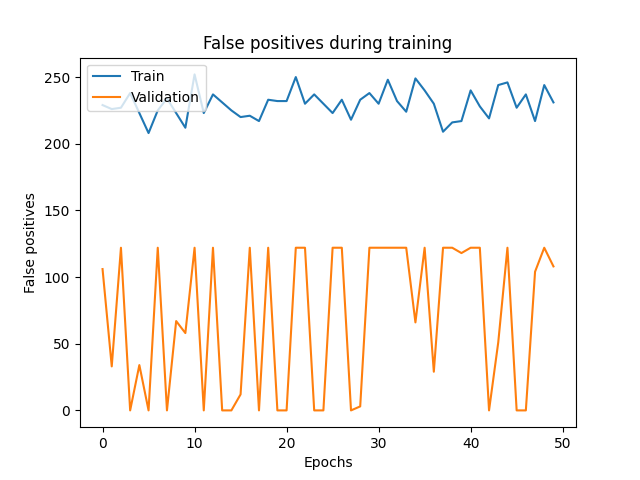 False positives during training
Train
Validation
False positives
250
200
150
100
50
0
0 10 20 30 40 50
Epochs